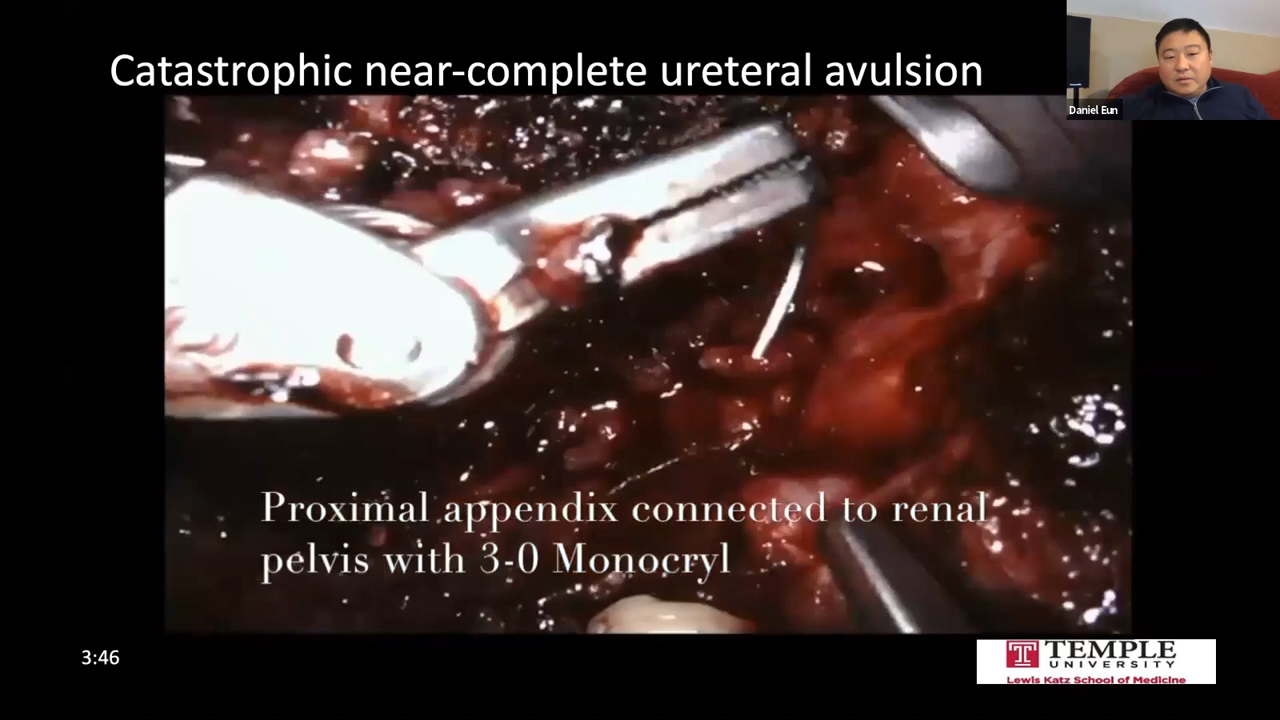 Catastrophic near-complete ureteral avulsion
Daniel Eun
Proximal appendix connected to renal
pelvis with 3-0 Monocryl
3:46
T TEMPLE
UNIVERSITY
Lewis Katz School of Medicine